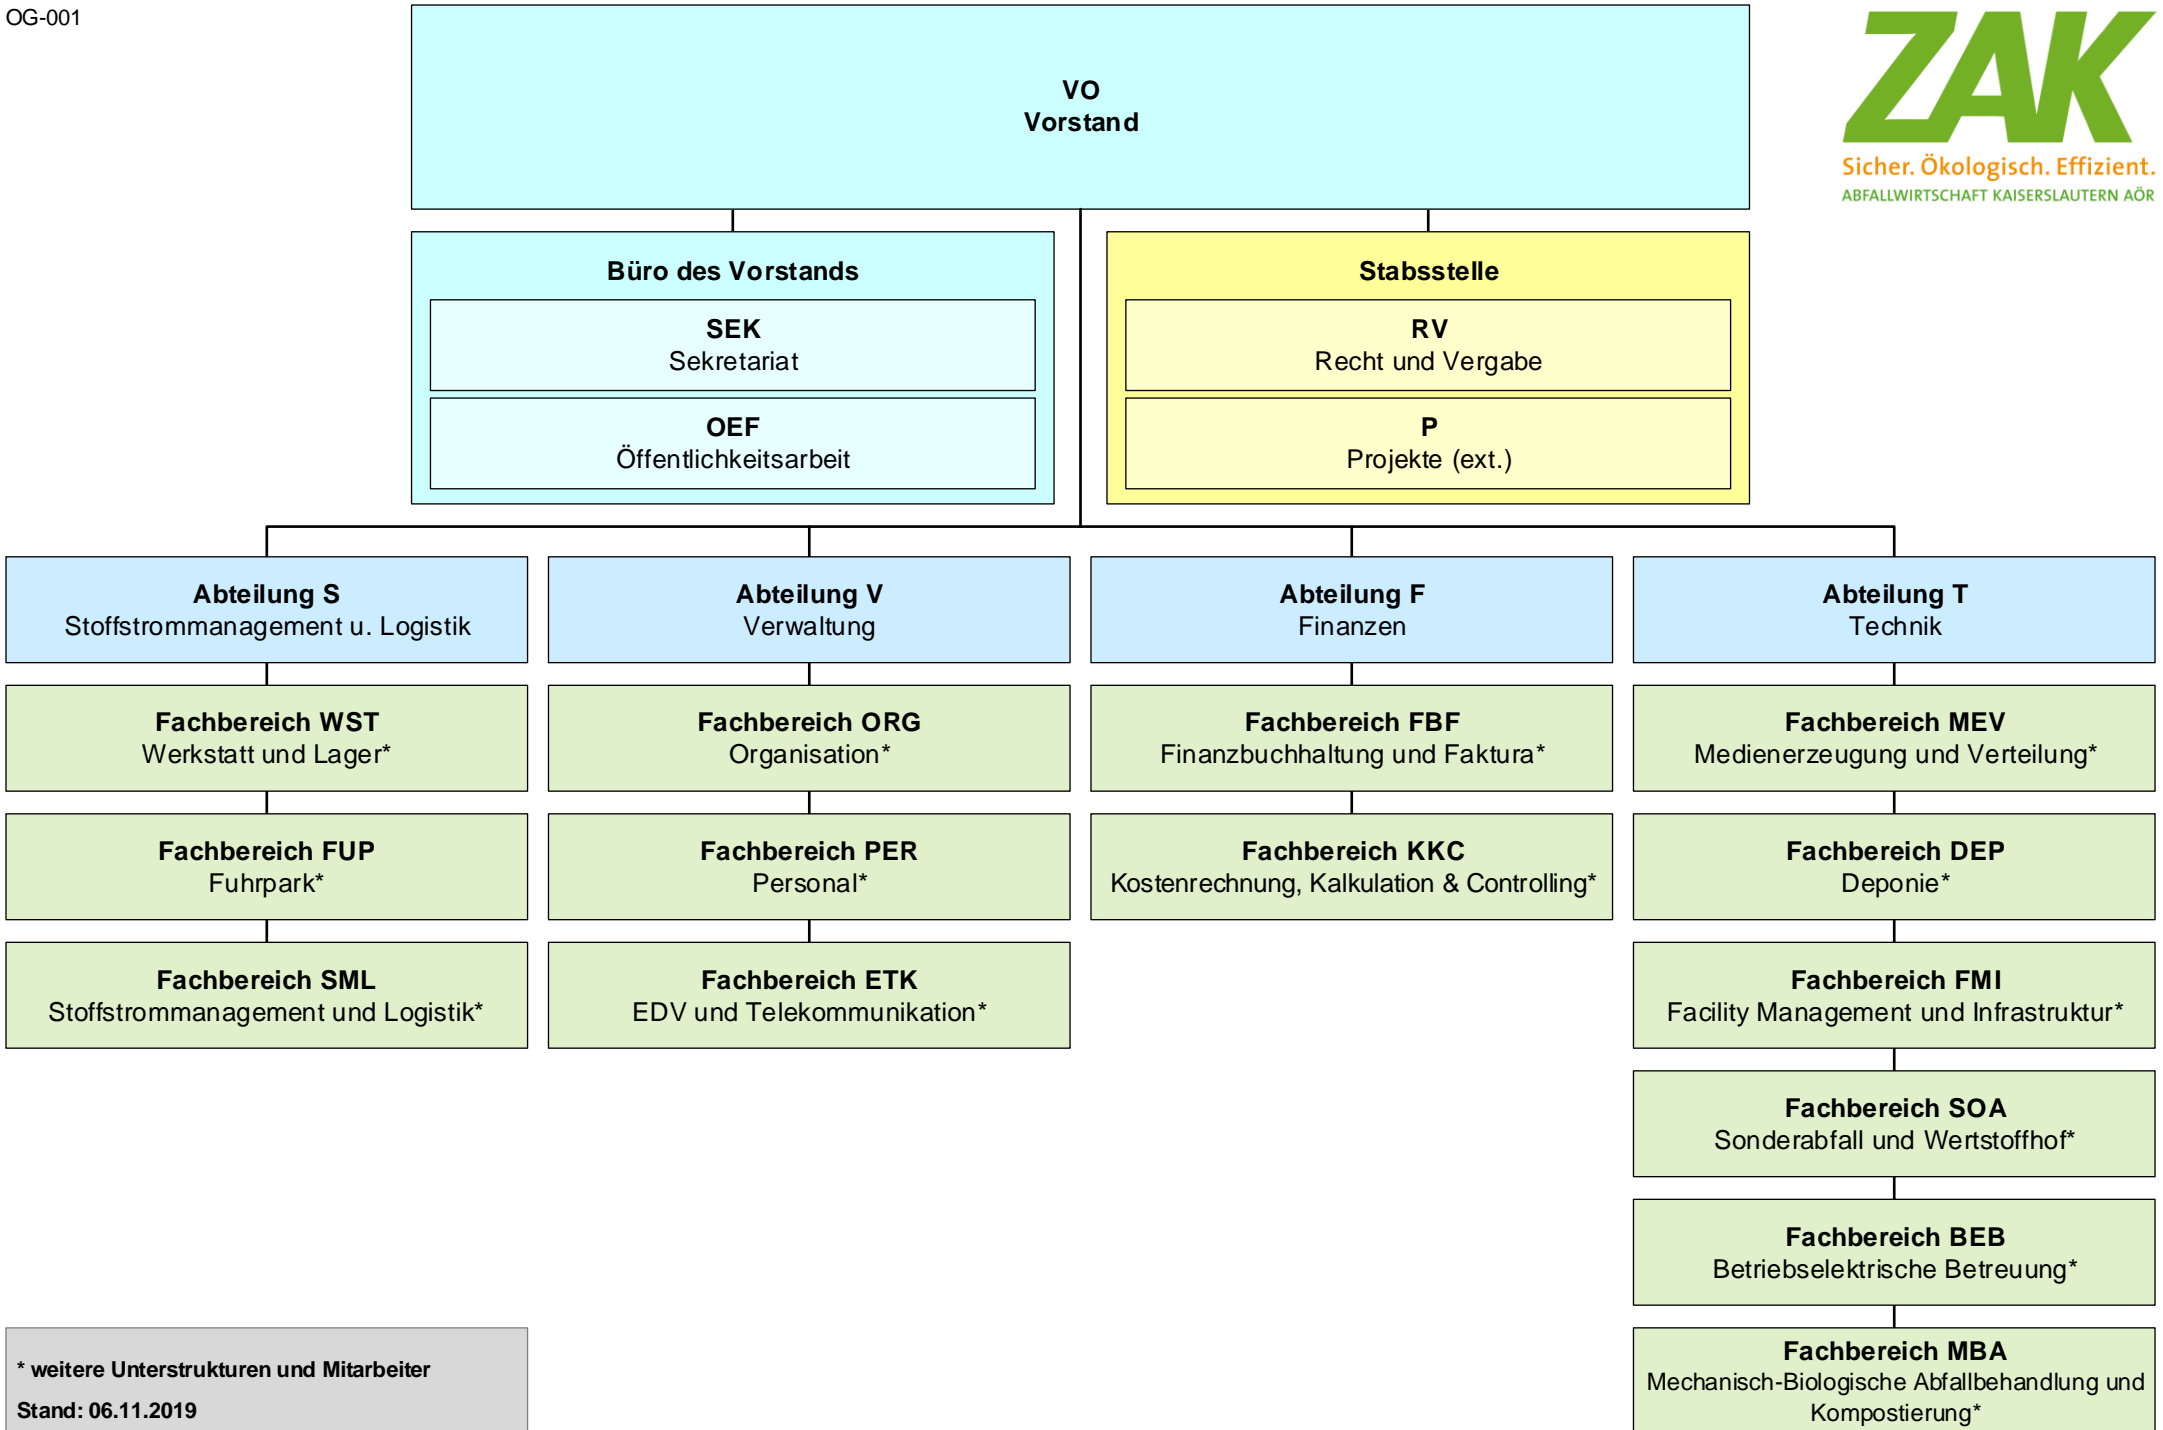 OG-001
ZAK
Sicher. Ökologisch. Effizient.
ABFALLWIRTSCHAFT KAISERSLAUTERN AÖR
VO
Vorstand
Büro des Vorstands
SEK
Sekretariat
OEF
Öffentlichkeitsarbeit
Stabsstelle
RV
Recht und Vergabe
P
Projekte (ext.)
Abteilung S
Stoffstrommanagement u. Logistik
Fachbereich WST
Werkstatt und Lager*
Fachbereich FUP
Fuhrpark*
Fachbereich SML
Stoffstrommanagement und Logistik*
Abteilung V
Verwaltung
Fachbereich ORG
Organisation*
Fachbereich PER
Personal*
Fachbereich ETK
EDV und Telekommunikation*
Abteilung F
Finanzen
Fachbereich FBF
Finanzbuchhaltung und Faktura*
Fachbereich KKC
Kostenrechnung, Kalkulation & Controlling*
Abteilung T
Technik
Fachbereich MEV
Medienerzeugung und Verteilung*
Fachbereich DEP
Deponie*
Fachbereich FMI
Facility Management und Infrastruktur*
Fachbereich SOA
Sonderabfall und Wertstoffhof*
Fachbereich BEB
Betriebselektrische Betreuung*
Fachbereich MBA
Mechanisch-Biologische Abfallbehandlung und
Kompostierung*
* weitere Unterstrukturen und Mitarbeiter
Stand: 06.11.2019